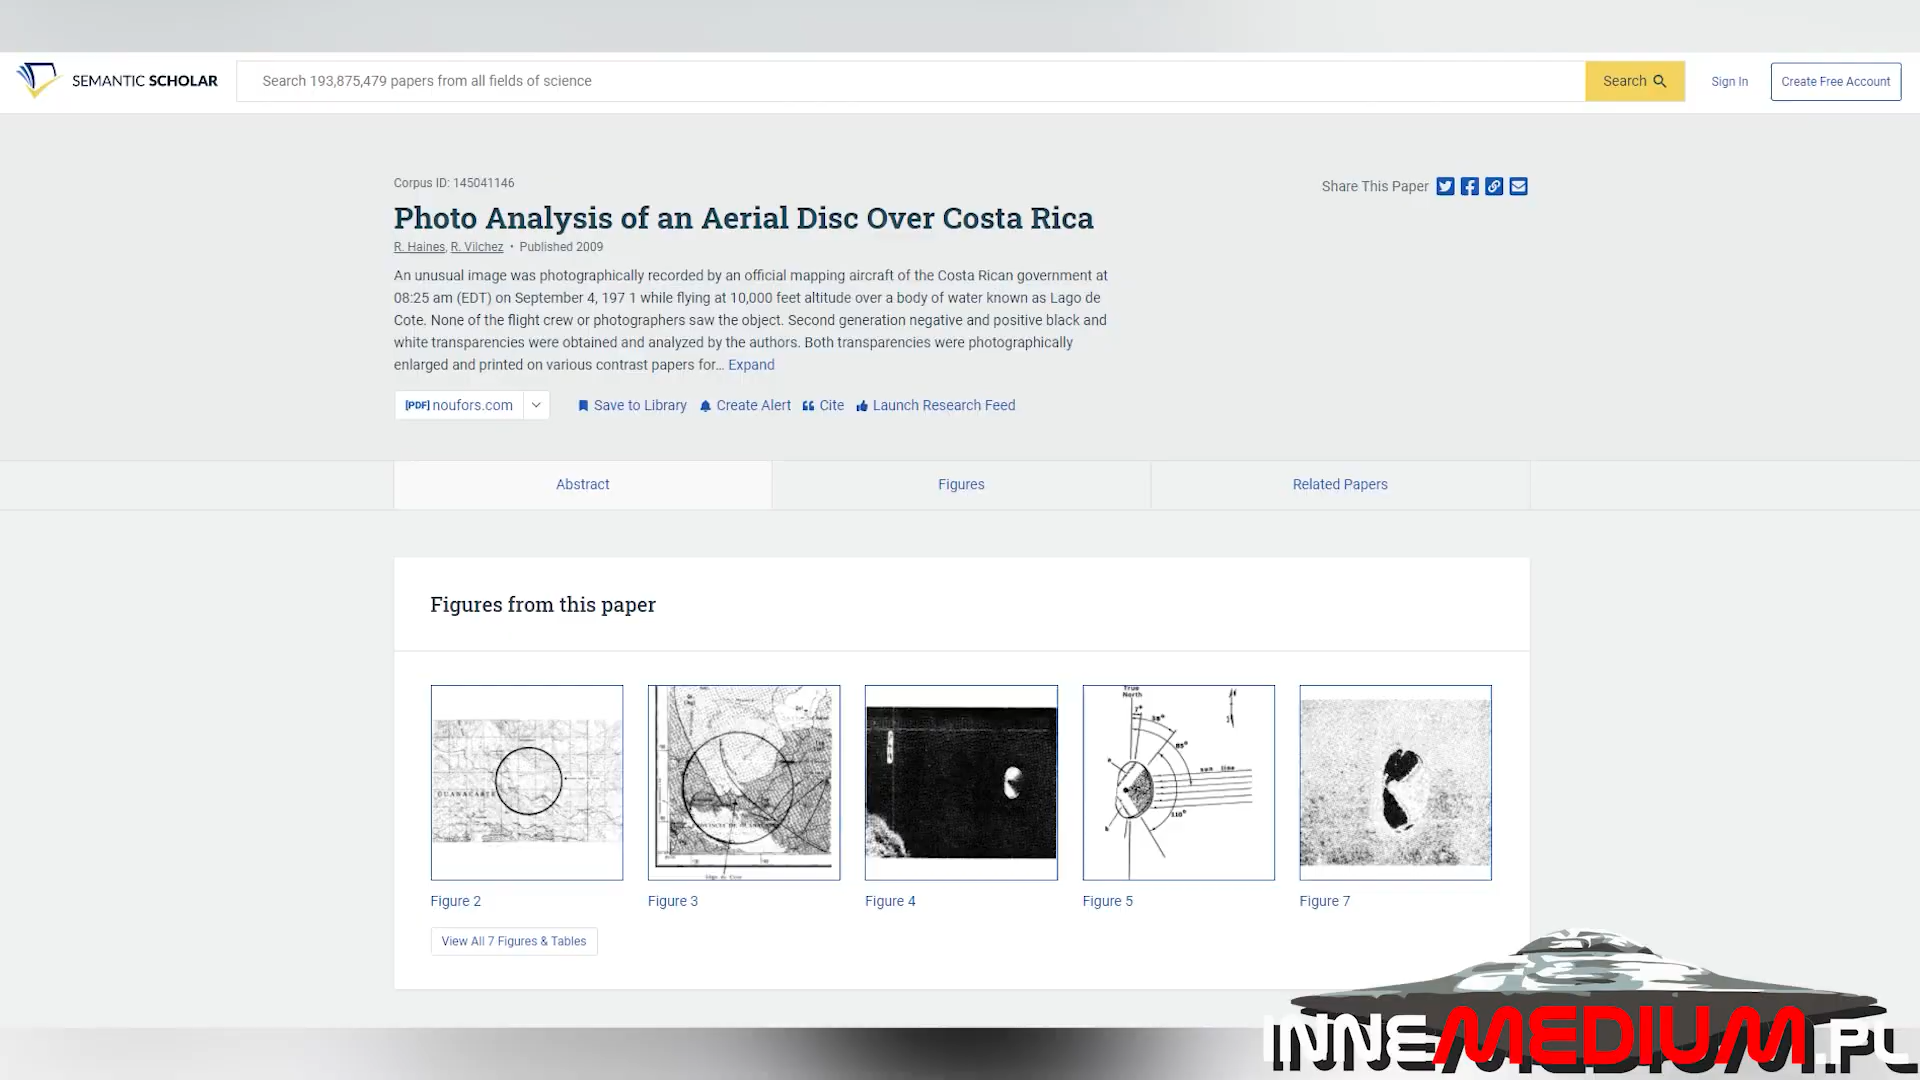 SEMANTIC SCHOLAR
Search 193,875,479 papers from all fields of science
Search
Sign In
Create Free Account
Corpus ID: 145041146
Share This Paper
Photo Analysis of an Aerial Disc Over Costa Rica
R. Haines, R. Vilchez • Published 2009
An unusual image was photographically recorded by an official mapping aircraft of the Costa Rican government at
08:25 am (EDT) on September 4, 197 1 while flying at 10,000 feet altitude over a body of water known as Lago de
Cote. None of the flight crew or photographers saw the object. Second generation negative and positive black and
white transparencies were obtained and analyzed by the authors. Both transparencies were photographically
enlarged and printed on various contrast papers for… Expand
[PDF] noufors.com
Save to Library
Create Alert
Cite
Launch Research Feed
Abstract
Figures
Related Papers
Figures from this paper
True
North
7°
85°
sun line
110°
Figure 2
Figure 3
Figure 4
Figure 5
Figure 7
View All 7 Figures & Tables
INNEMEDIUM.PL